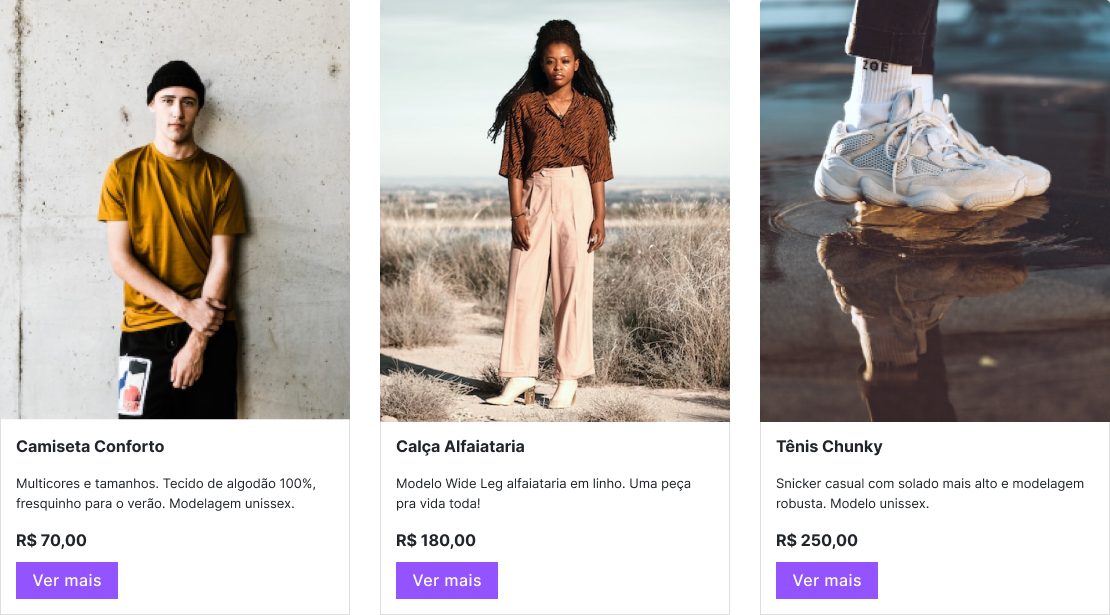 ZOE
Camiseta Conforto
Multicores e tamanhos. Tecido de algodão 100%,
fresquinho para o verão. Modelagem unissex.
R$ 70,00
Ver mais
Calça Alfaiataria
Modelo Wide Leg alfaiataria em linho. Uma peça
pra vida toda!
R$ 180,00
Ver mais
Tênis Chunky
Snicker casual com solado mais alto e modelagem
robusta. Modelo unissex.
R$ 250,00
Ver mais